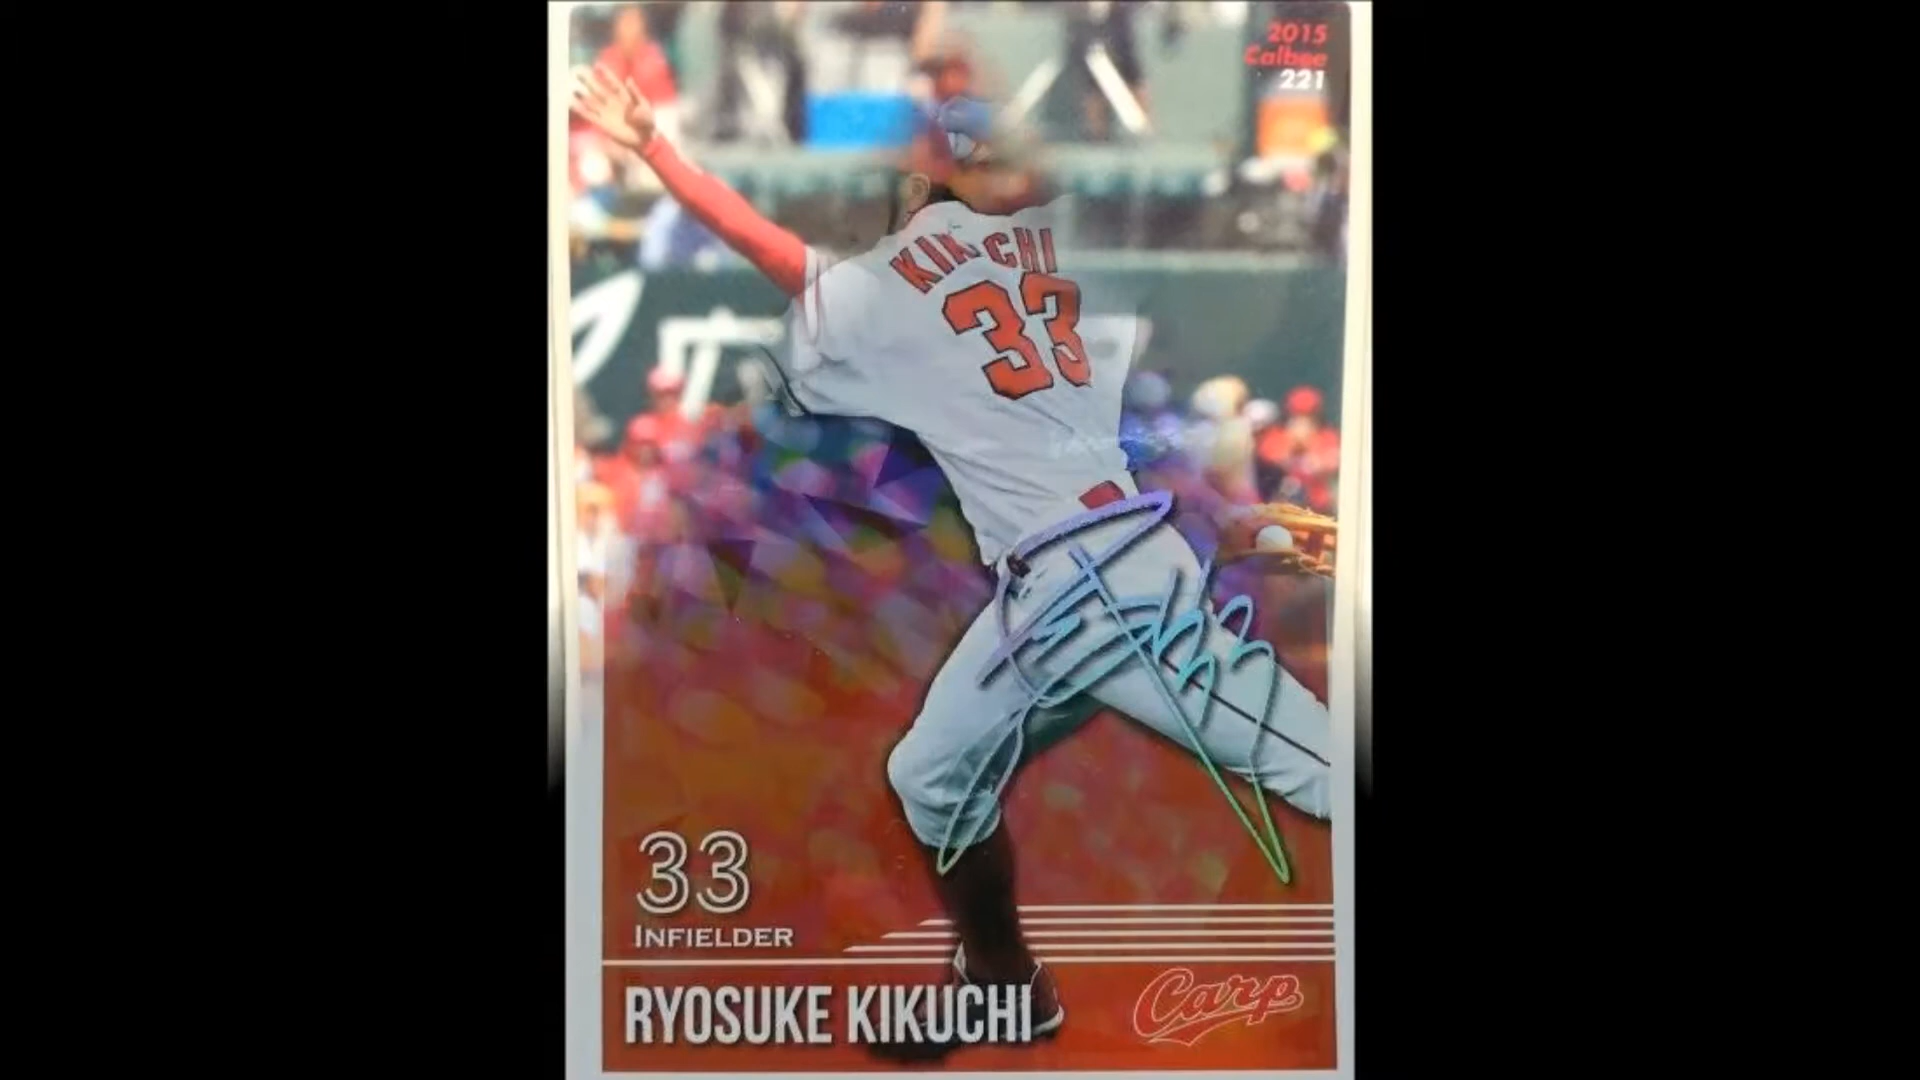 2015
Calbee
221
KIKUCHI
33
33
INFIELDER
RYOSUKE KIKUCHI
Carp